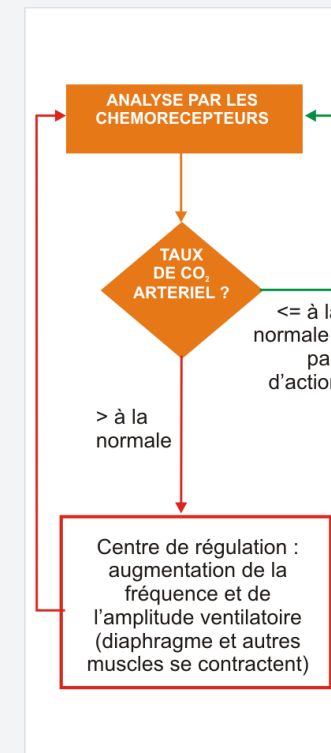 ANALYSE PAR LES
CHEMORECEPTEURS
TAUX
DE CO₂
ARTERIEL ?
<= à
normale
d'action
> à la
normale
Centre de régulation :
augmentation de la
fréquence et de
l'amplitude ventilatoire
(diaphragme et autres
muscles se contractent)